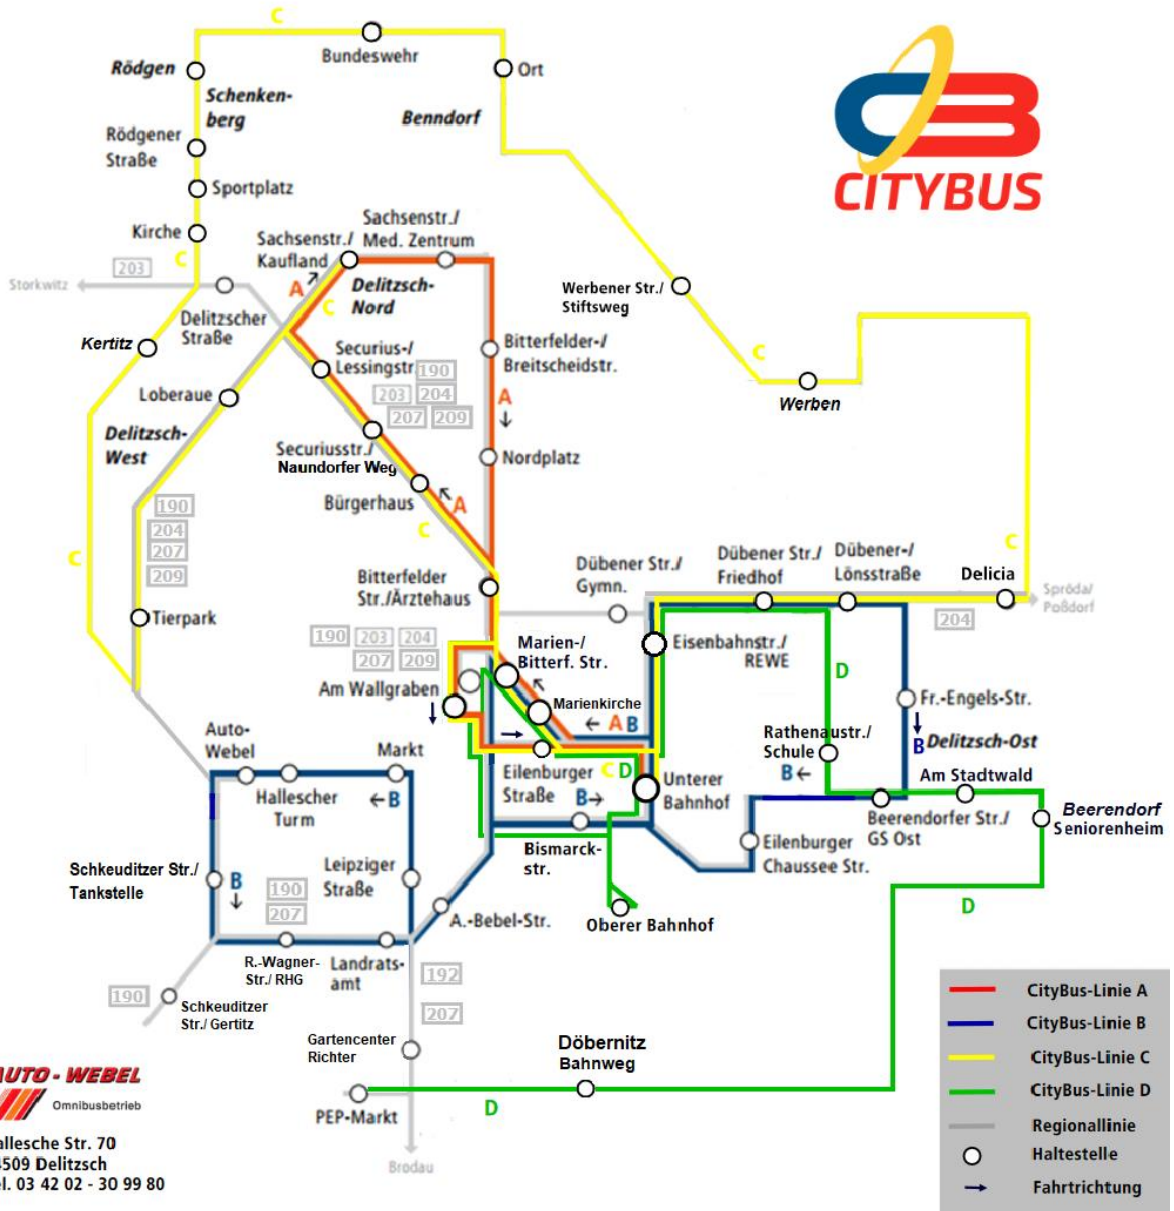 C
Bundeswehr
Rödgen
Ort
Schenken-
berg
Benndorf
Rödgener
Straße
Sportplatz
CB
CITYBUS
Kirche
Sachsenstr./
Med. Zentrum
Sachsenstr./
Kaufland
C
203
Storkwitz
A
C
Delitzsch-
Nord
Werbener Str./
Stiftsweg
Delitzscher
Straße
Kertitz
Securius-/
Lessingstr.
190
203
204
207
209
Bitterfelder-/
Breitscheidstr.
C
Loberaue
A
Werben
Delitzsch-
West
Securiusstr./
Naundorfer Weg
Nordplatz
Bürgerhaus
A
C
190
204
207
209
C
C
Bitterfelder
Str./Ärztehaus
Dübener Str./
Gymn.
Dübener Str./
Friedhof
Dübener-/
Lönsstraße
Delicia
Spröda/
Poßdorf
204
Tierpark
190
203
204
207
209
Marien-/
Bitterf. Str.
Eisenbahnstr./
REWE
D
Am Wallgraben
Marienkirche
Fr.-Engels-Str.
A B
Auto-
Webel
Markt
Rathenaustr./
Schule
B
Delitzsch-Ost
B
Eilenburger
Straße
C
D
Unterer
Bahnhof
Am Stadtwald
Hallescher
Turm
B
B
Beerendorf
Seniorenheim
Beerendorfer Str./
GS Ost
Bismarck-
str.
Eilenburger
Chaussee Str.
Schkeuditzer Str./
Tankstelle
B
190
207
Leipziger
Straße
A.-Bebel-Str.
Oberer Bahnhof
D
R.-Wagner-
Str./ RHG
Landrats-
amt
192
207
190
Schkeuditzer
Str./ Gertitz
Gartencenter
Richter
Döbernitz
Bahnweg
PEP-Markt
D
Brodau
AUTO - WEBEL
Omnibusbetrieb
allesche Str. 70
4509 Delitzsch
el. 03 42 02 - 30 99 80
CityBus-Linie A
CityBus-Linie B
CityBus-Linie C
CityBus-Linie D
Regionallinie
Haltestelle
Fahrtrichtung